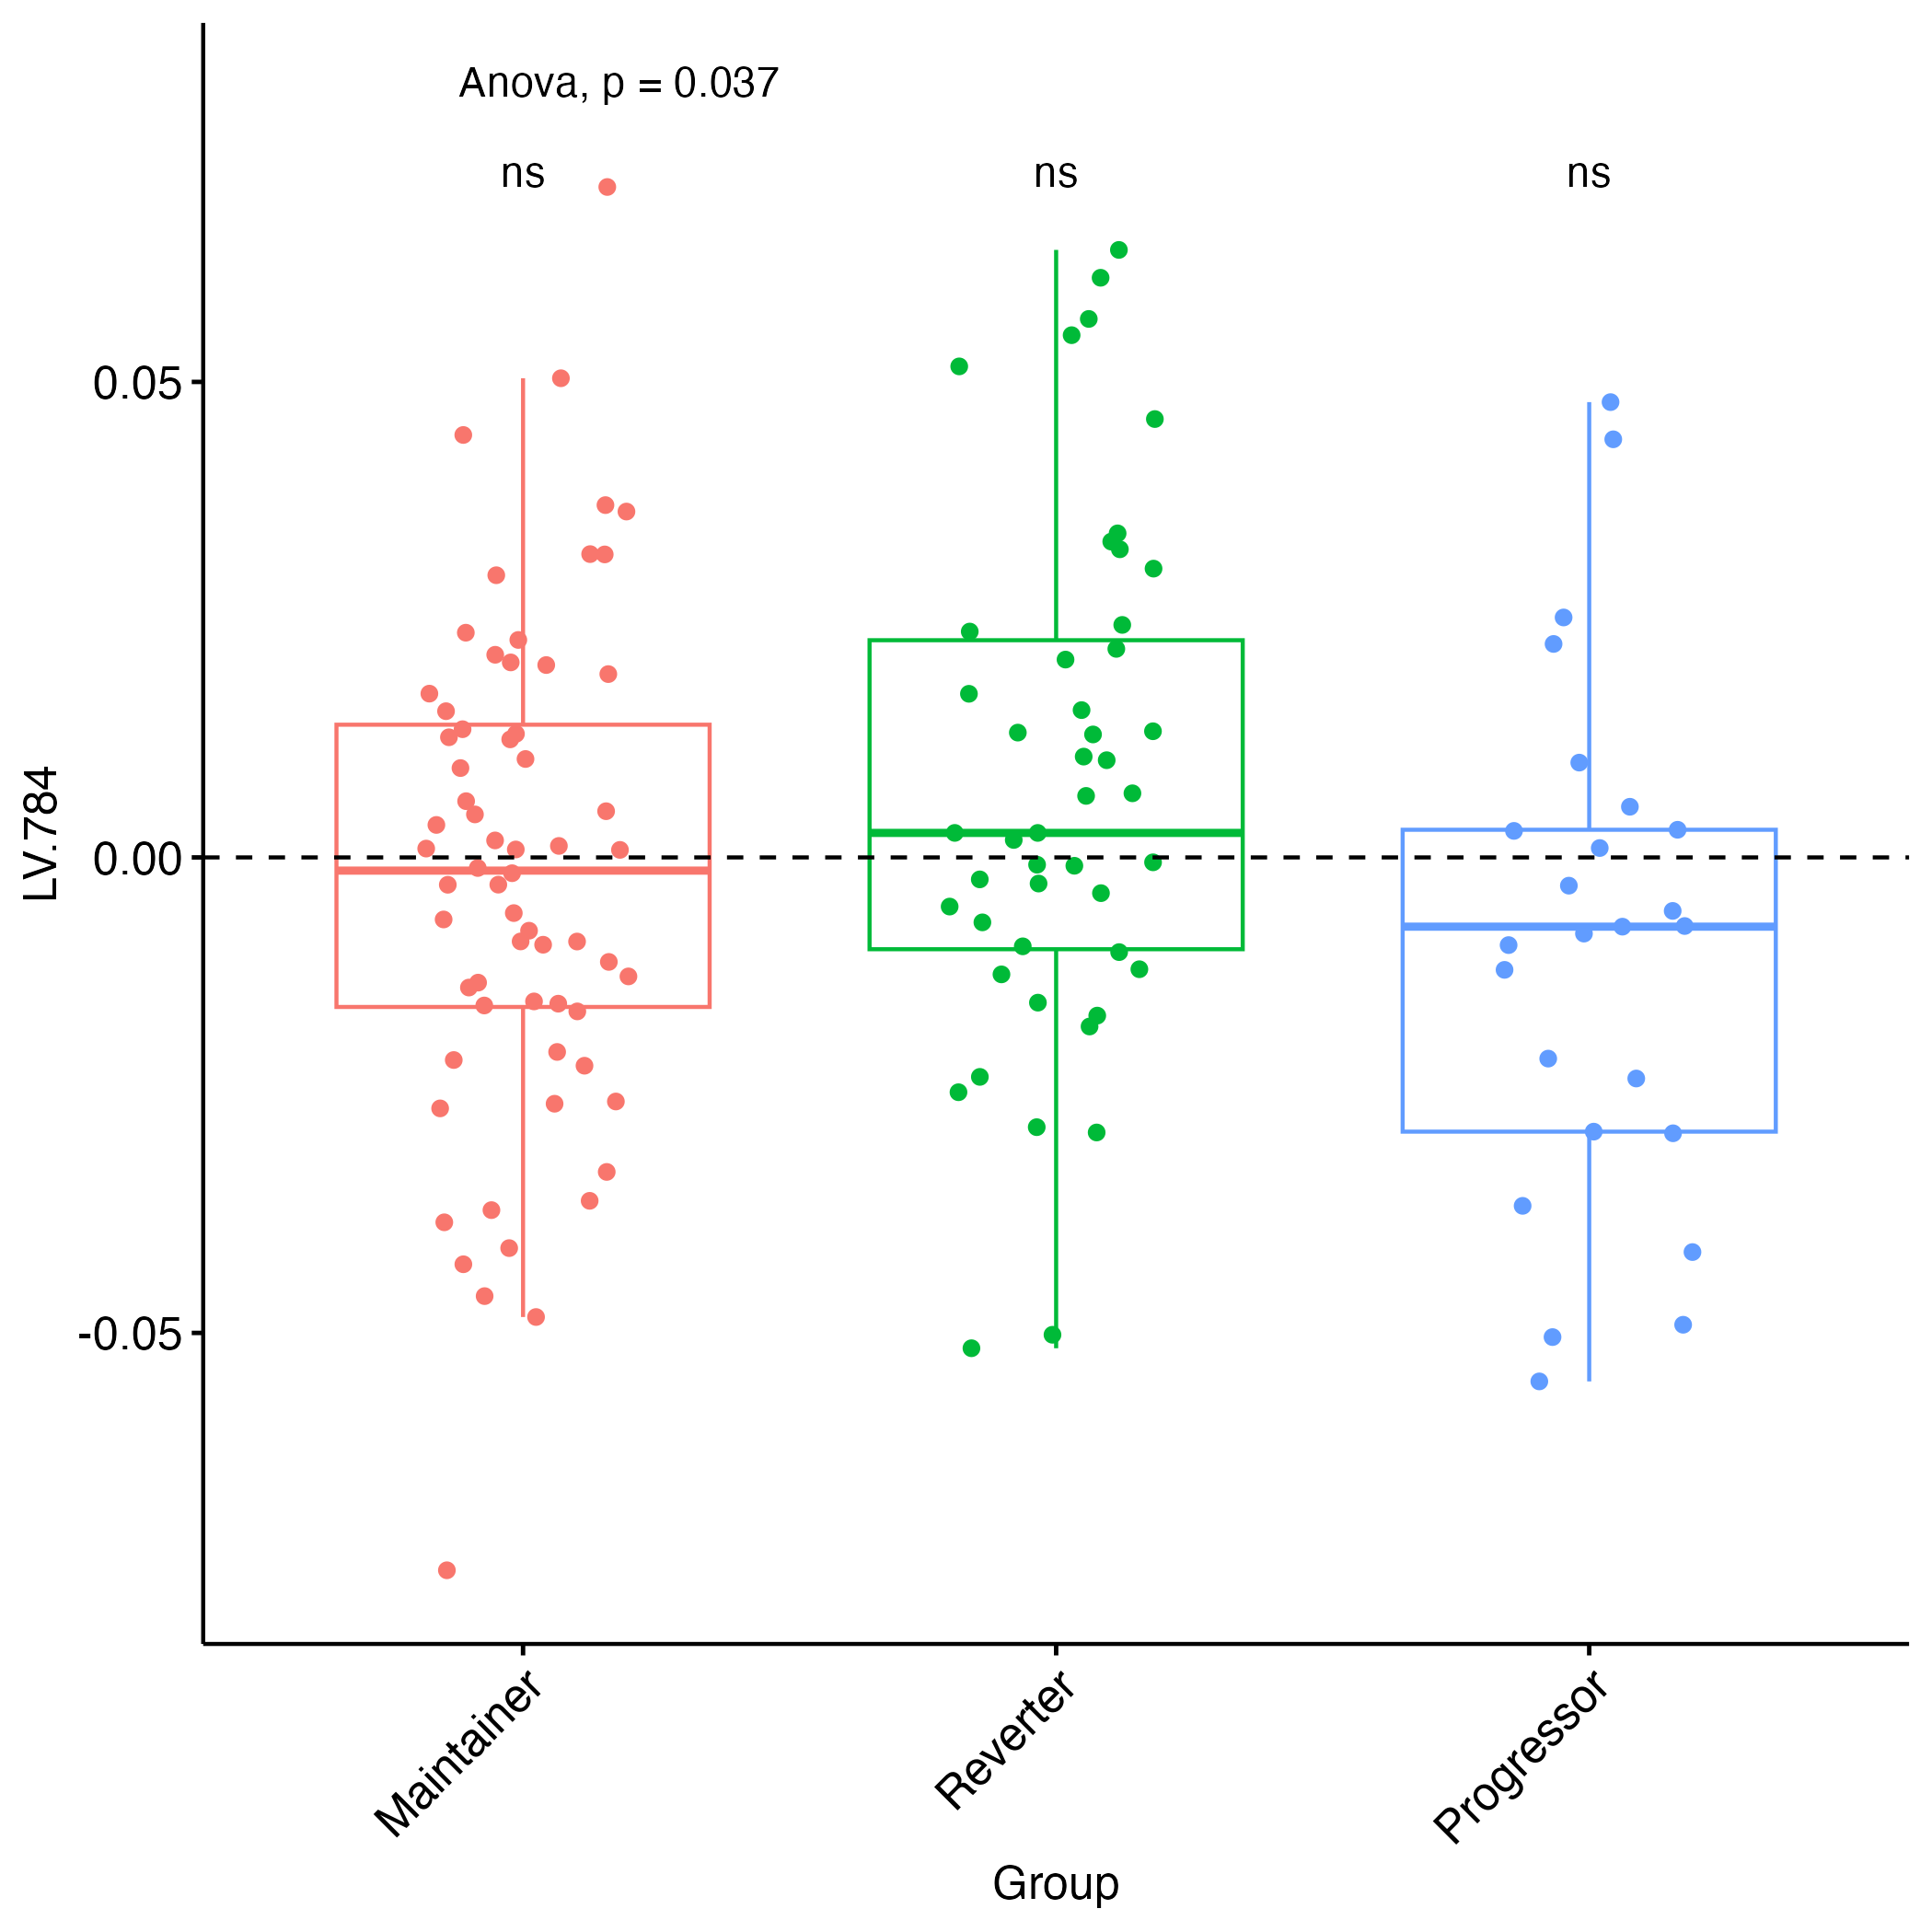 Anova, p = 0.037
ns ns ns
0.05
0.00
-0.05
LV.784
Maintainer Reverter Progressor
Group